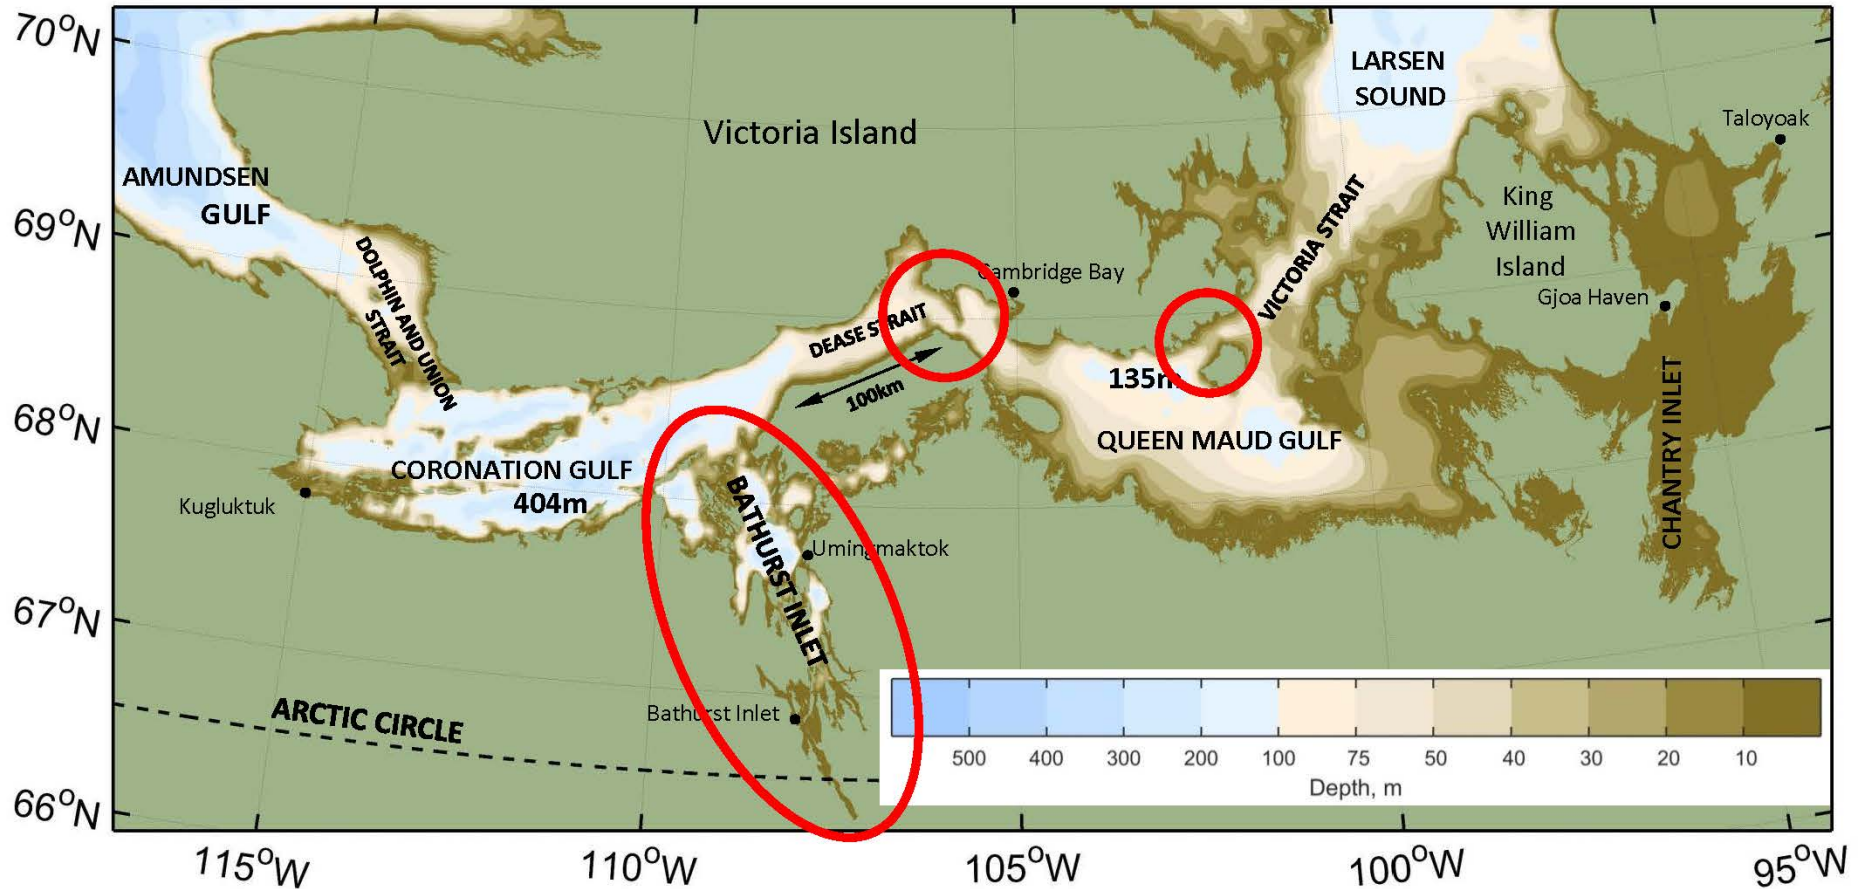 70°N
69°N
68°N
67°N
66°N
115°W
110°W
105°W
100°W
95°W
AMUNDSEN
GULF
Victoria Island
LARSEN
SOUND
Taloyoak
King
William
Island
Gjoa Haven
VICTORIA STRAIT
Cambridge Bay
DOLPHIN AND UNION
STRAIT
DEASE STRAIT
100km
135m
QUEEN MAUD GULF
CHANTRY INLET
CORONATION GULF
404m
Kugluktuk
BATHURST INLET
Umingmaktok
Bathurst Inlet
ARCTIC CIRCLE
500 400 300 200 100 75 50 40 30 20 10
Depth, m